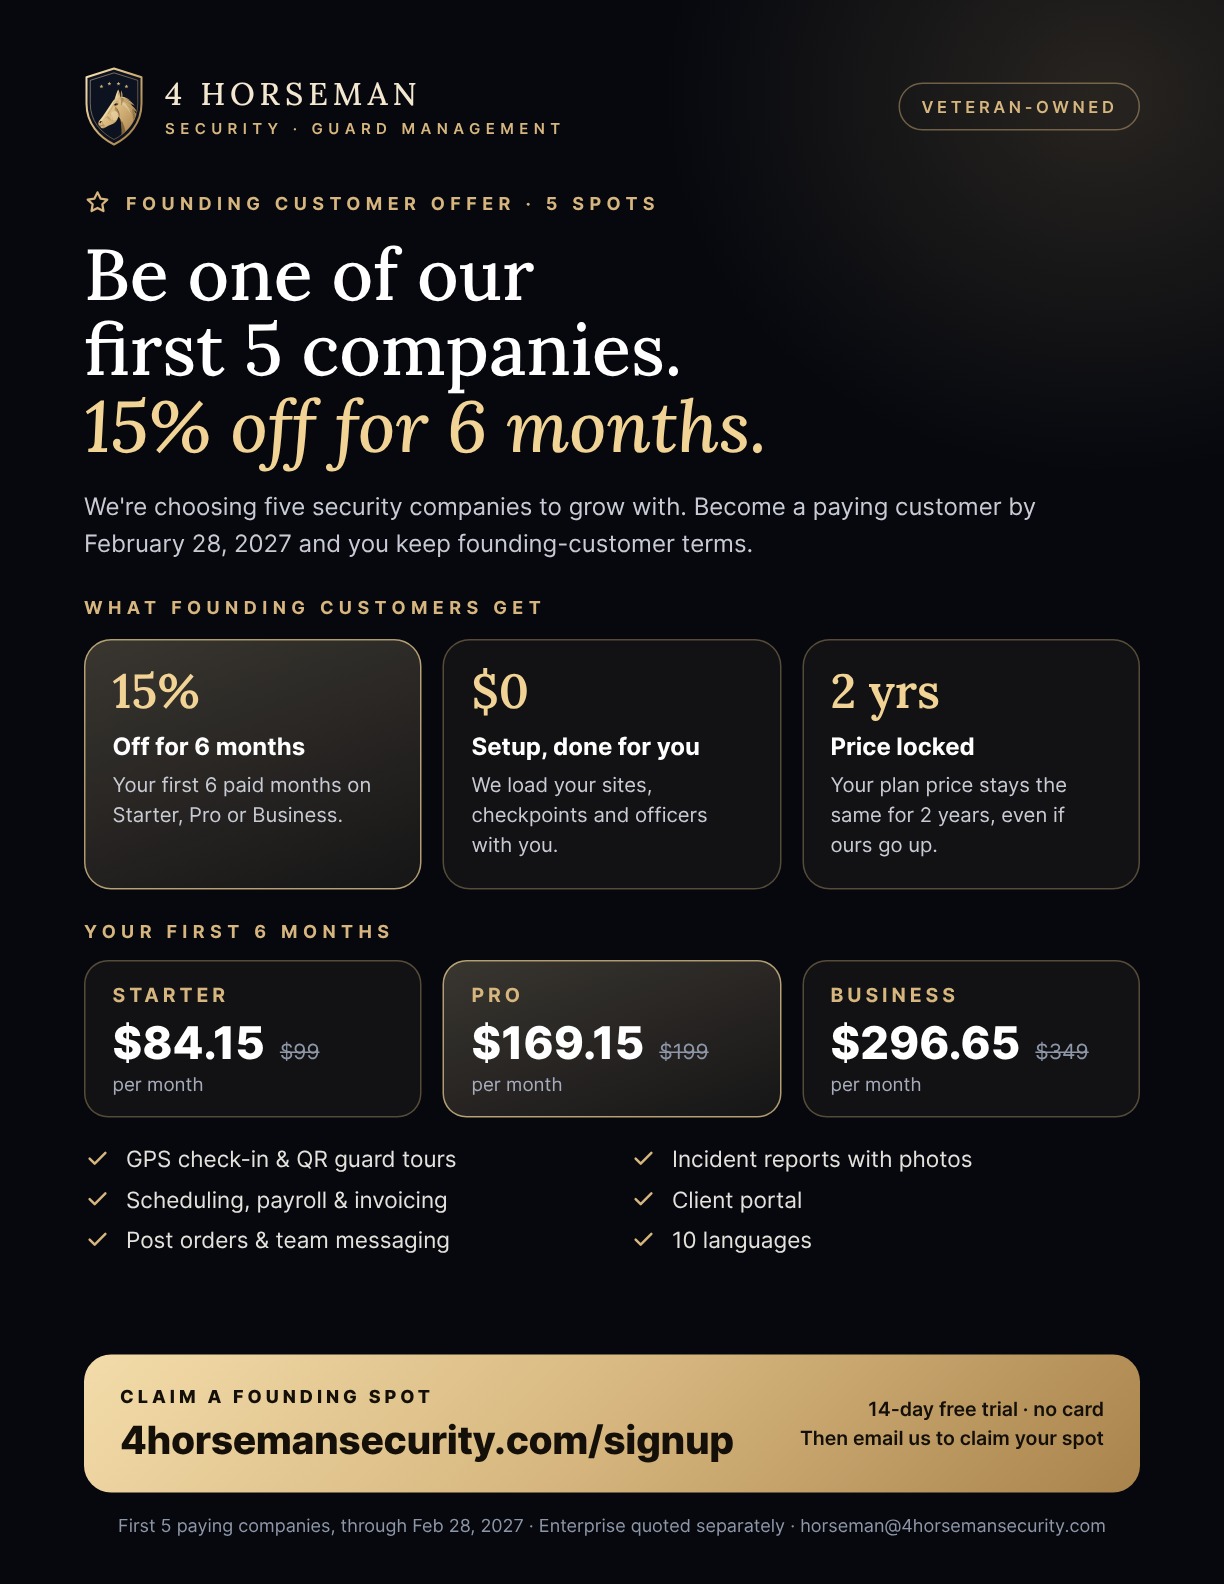 4 HORSEMAN
SECURITY · GUARD MANAGEMENT
VETERAN-OWNED
FOUNDING CUSTOMER OFFER · 5 SPOTS
Be one of our
first 5 companies.
15% off for 6 months.
We're choosing five security companies to grow with. Become a paying customer by
February 28, 2027 and you keep founding-customer terms.
WHAT FOUNDING CUSTOMERS GET
15%
Off for 6 months
Your first 6 paid months on
Starter, Pro or Business.
$0
Setup, done for you
We load your sites,
checkpoints and officers
with you.
2 yrs
Price locked
Your plan price stays the
same for 2 years, even if
ours go up.
YOUR FIRST 6 MONTHS
STARTER
$84.15 $99
per month
PRO
$169.15 $199
per month
BUSINESS
$296.65 $349
per month
GPS check-in & QR guard tours
Scheduling, payroll & invoicing
Post orders & team messaging
Incident reports with photos
Client portal
10 languages
CLAIM A FOUNDING SPOT
4horsemansecurity.com/signup
14-day free trial · no card
Then email us to claim your spot
First 5 paying companies, through Feb 28, 2027 · Enterprise quoted separately · horseman@4horsemansecurity.com